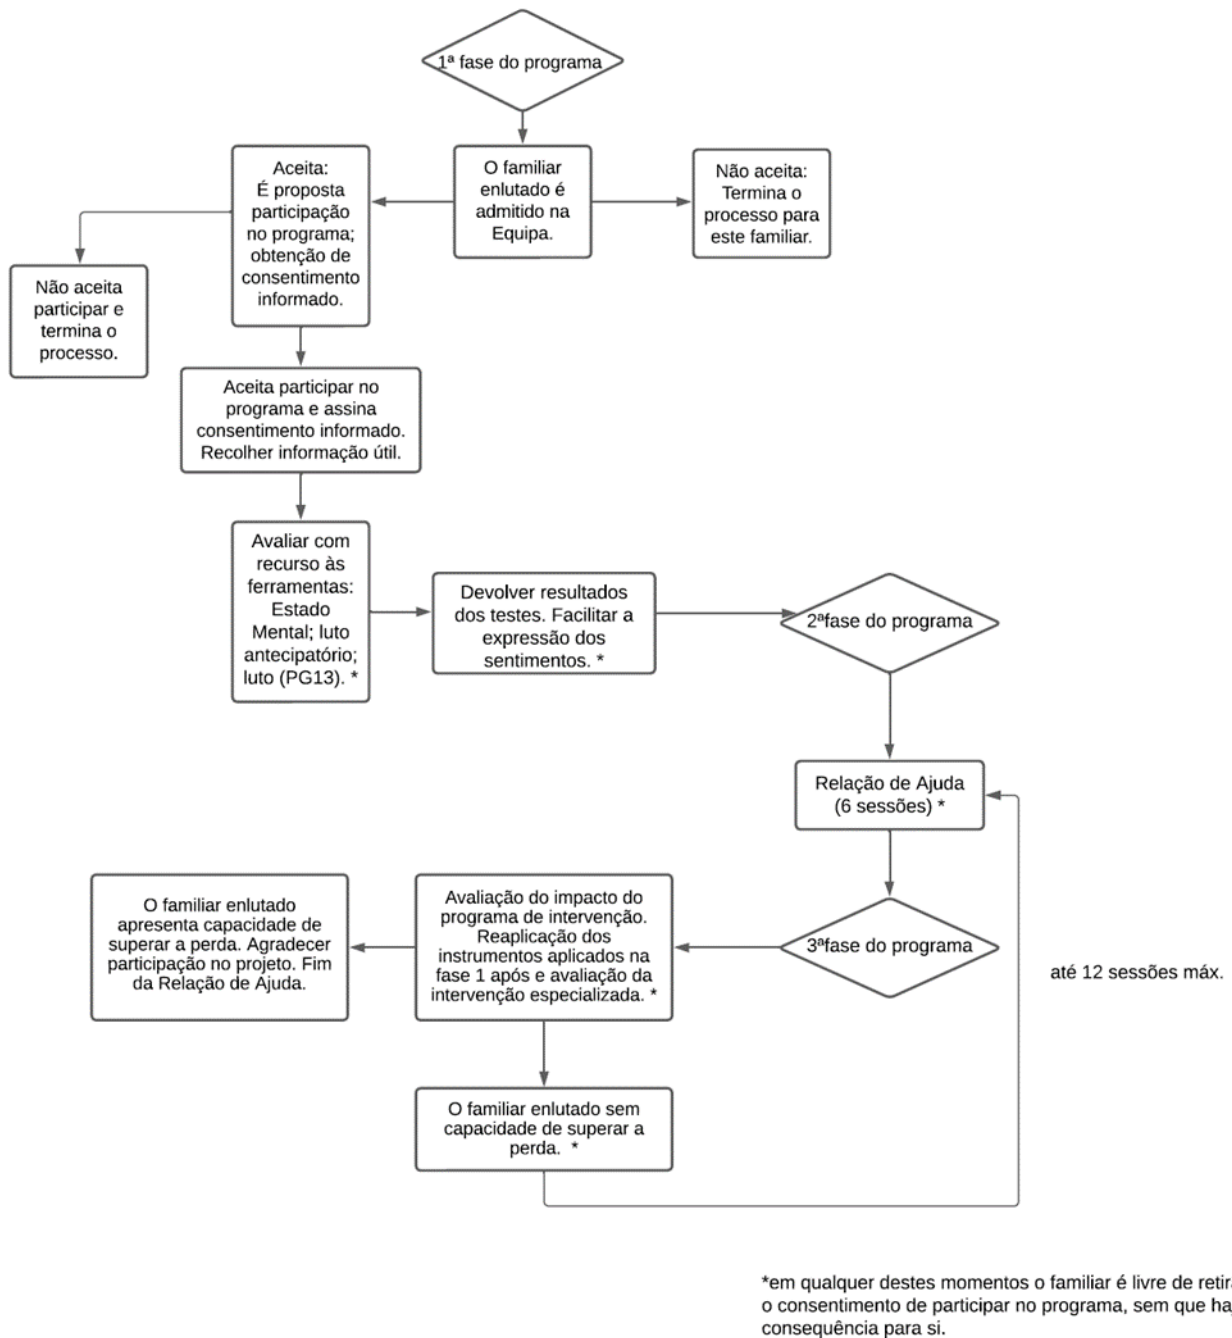 1ª fase do programa
Aceita:
É proposta
participação
no programa;
obtenção de
consentimento
informado.
O familiar
enlutado é
admitido na
Equipa.
Não aceita:
Termina o
processo para
este familiar.
Não aceita
participar e
termina o
processo.
Aceita participar no
programa e assina
consentimento informado.
Recolher informação útil.
Avaliar com
recurso às
ferramentas:
Estado
Mental; luto
antecipatório;
luto (PG13). *
Devolver resultados
dos testes. Facilitar a
expressão dos
sentimentos. *
2ªfase do programa
Relação de Ajuda
(6 sessões) *
O familiar enlutado
apresenta capacidade de
superar a perda. Agradecer
participação no projeto. Fim
da Relação de Ajuda.
Avaliação do impacto do
programa de intervenção.
Reaplicação dos
instrumentos aplicados na
fase 1 após e avaliação da
intervenção especializada. *
3ªfase do programa
até 12 sessões máx.
O familiar enlutado sem
capacidade de superar a
perda. *
*em qualquer destes momentos o familiar é livre de
o consentimento de participar no programa, sem que
consequência para si.